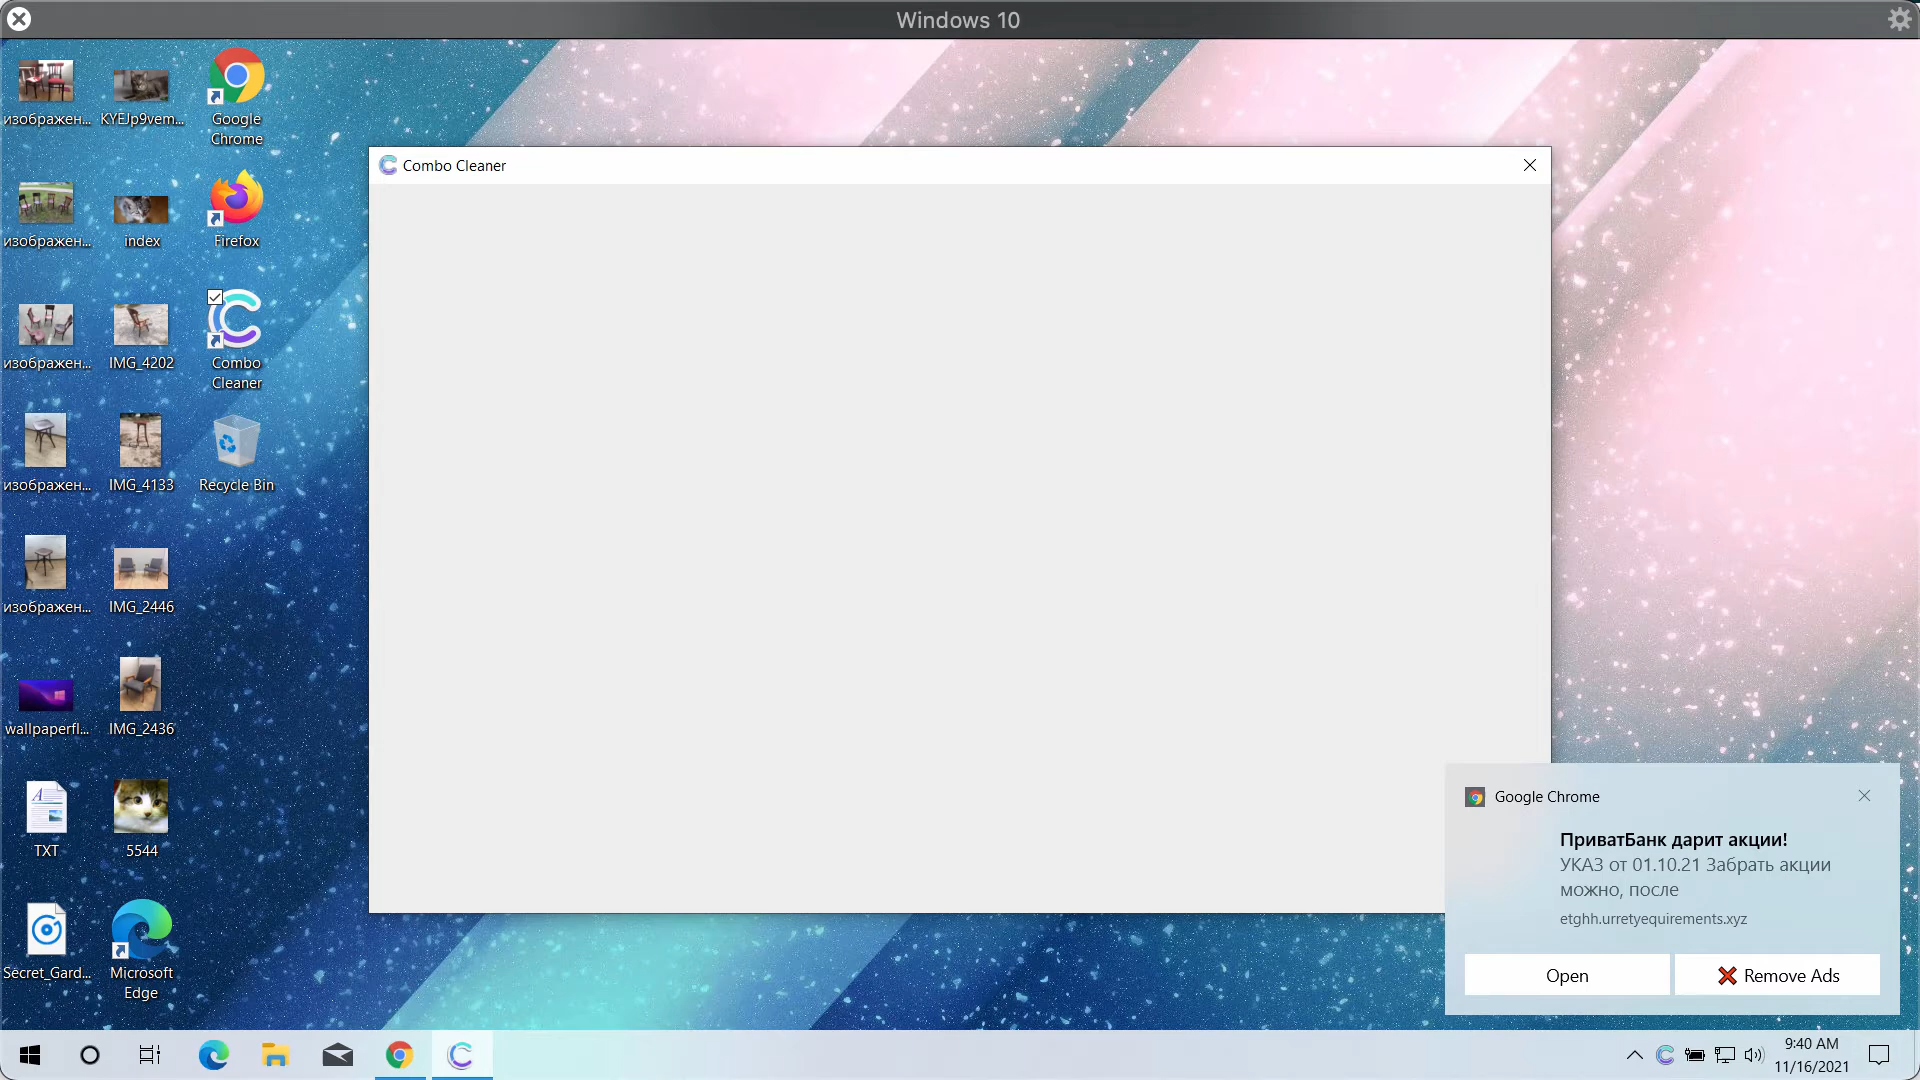 Windows 10
изображен...
KYEJp9vem...
Google
Chrome
изображен...
index
Firefox
изображен...
IMG_4202
Combo
Cleaner
изображен...
IMG_4133
Recycle Bin
изображен...
IMG_2446
wallpaperfl...
IMG_2436
TXT
5544
Secret_Gard...
Microsoft
Edge
Combo Cleaner
Google Chrome
ПриватБанк дарит акции!
УКАЗ от 01.10.21 Забрать акции
можно, после
etghh.urretyequirements.xyz
Open
Remove Ads
9:40 AM
11/16/2021